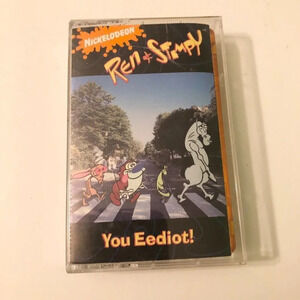 NICKELODEON
REN + STIMPY
You Eediot!